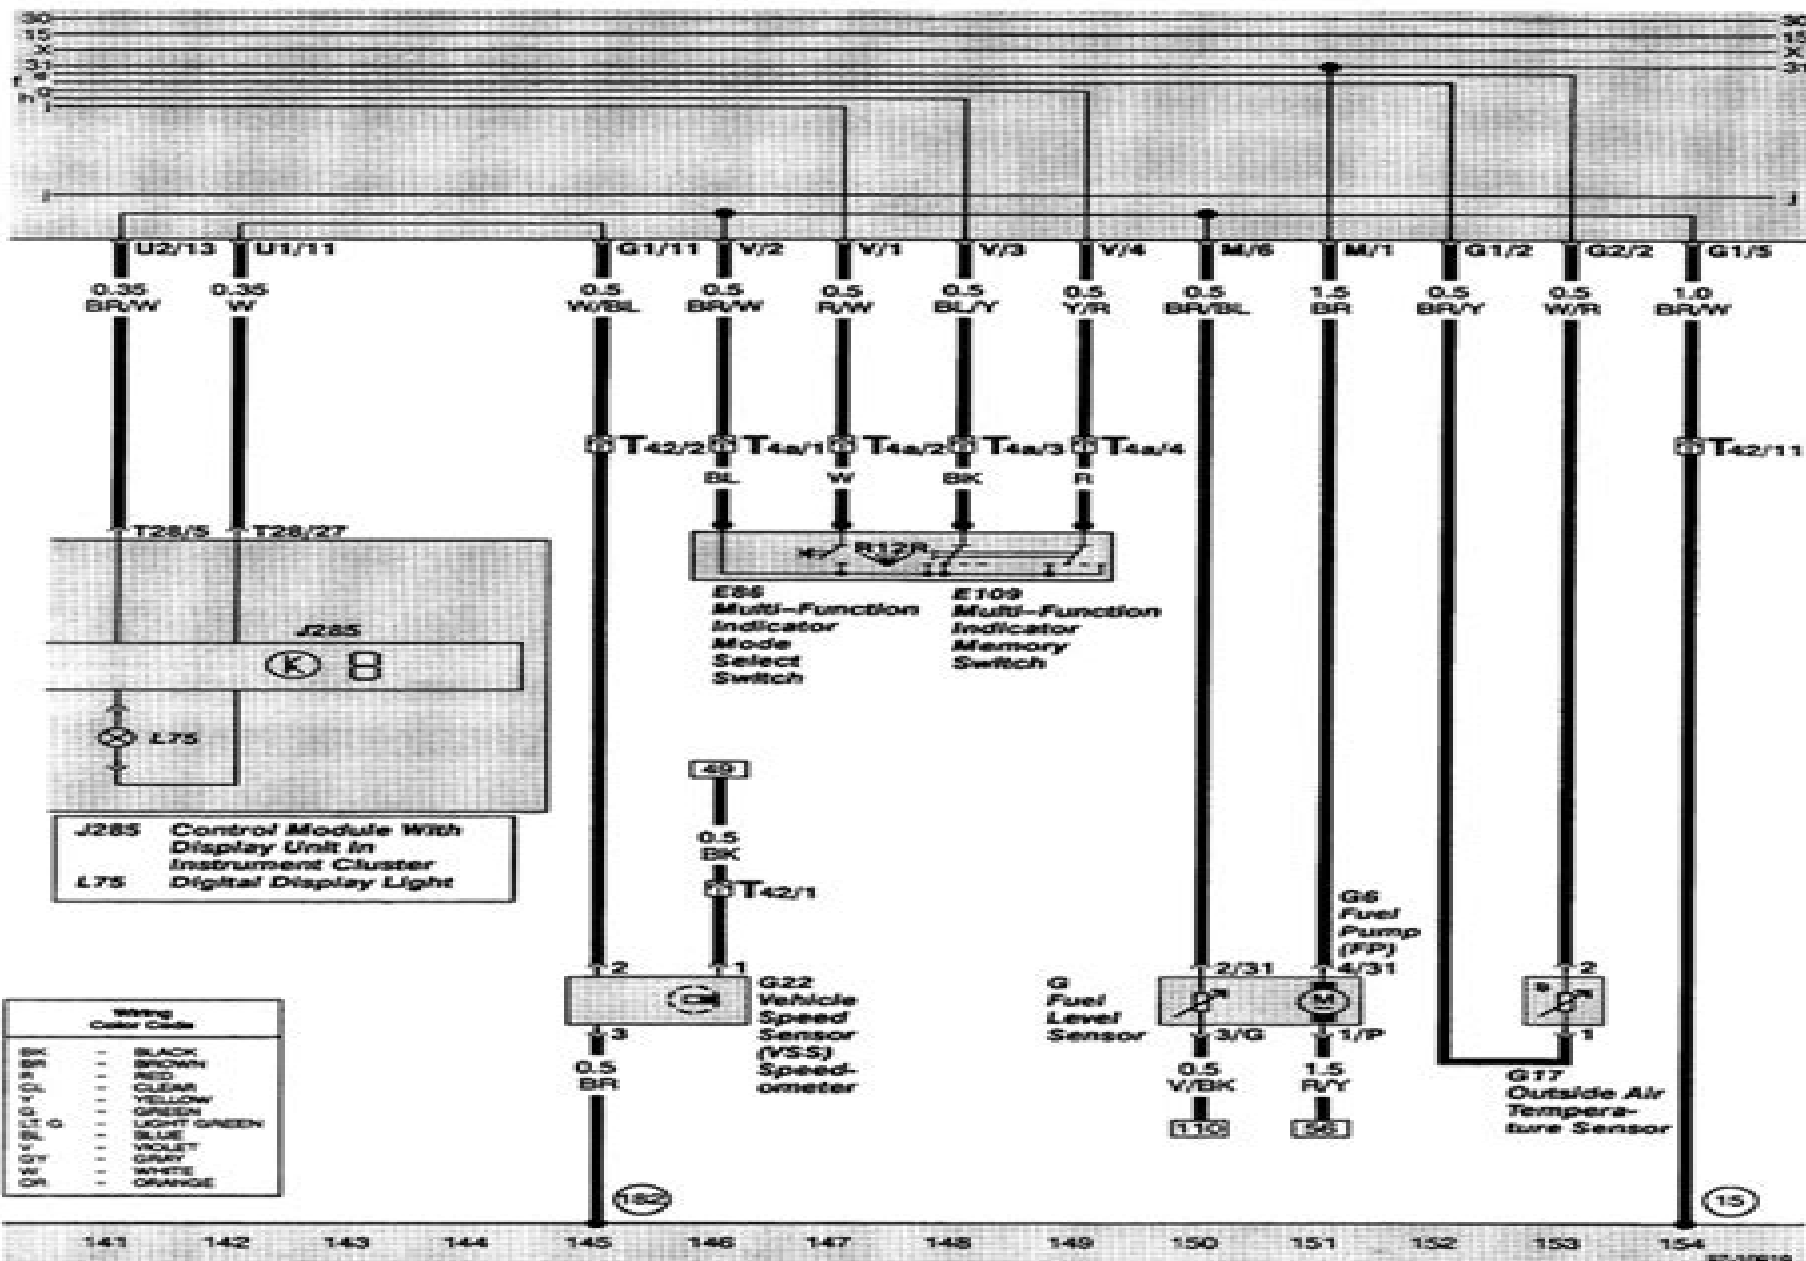 30 30
15 15
X X
31 31
U2/13 U1/11 G1/11 V/2 V/1 V/3 V/4 M/6 M/1 G1/2 G2/2 G1/5
0.35 0.35 0.5 0.5 0.5 0.5 0.5 0.5 1.5 0.5 0.5 1.0
BR/W W W/BL BR/W R/W BL/Y Y/R BR/BL BR BR/Y W/R BR/W
T42/2 T4a/1 T4a/2 T4a/3 T4a/4 T42/11
BL W BK R
T28/5 T28/27
E86
Multi-Function
Indicator
Mode
Select
Switch
E109
Multi-Function
Indicator
Memory
Switch
J285
K
L75
J285 Control Module With
Display Unit in
Instrument Cluster
L75 Digital Display Light
49
0.5
BK
T42/1
2 1
G22
Vehicle
Speed
Sensor
(VSS)
Speed-
ometer
3
0.5
BR
G6
Fuel
Pump
(FP)
2/31 4/31
G
Fuel
Level
Sensor
M
3/G 1/P
0.5 1.5
V/BK R/Y
110 56
2
1
G17
Outside Air
Tempera-
ture Sensor
Wiring
Color Code
BK - BLACK
BR - BROWN
R - RED
CL - CLEAR
Y - YELLOW
G - GREEN
LT G - LIGHT GREEN
BL - BLUE
V - VIOLET
GY - GRAY
W - WHITE
OR - ORANGE
182 15
141 142 143 144 145 146 147 148 149 150 151 152 153 154